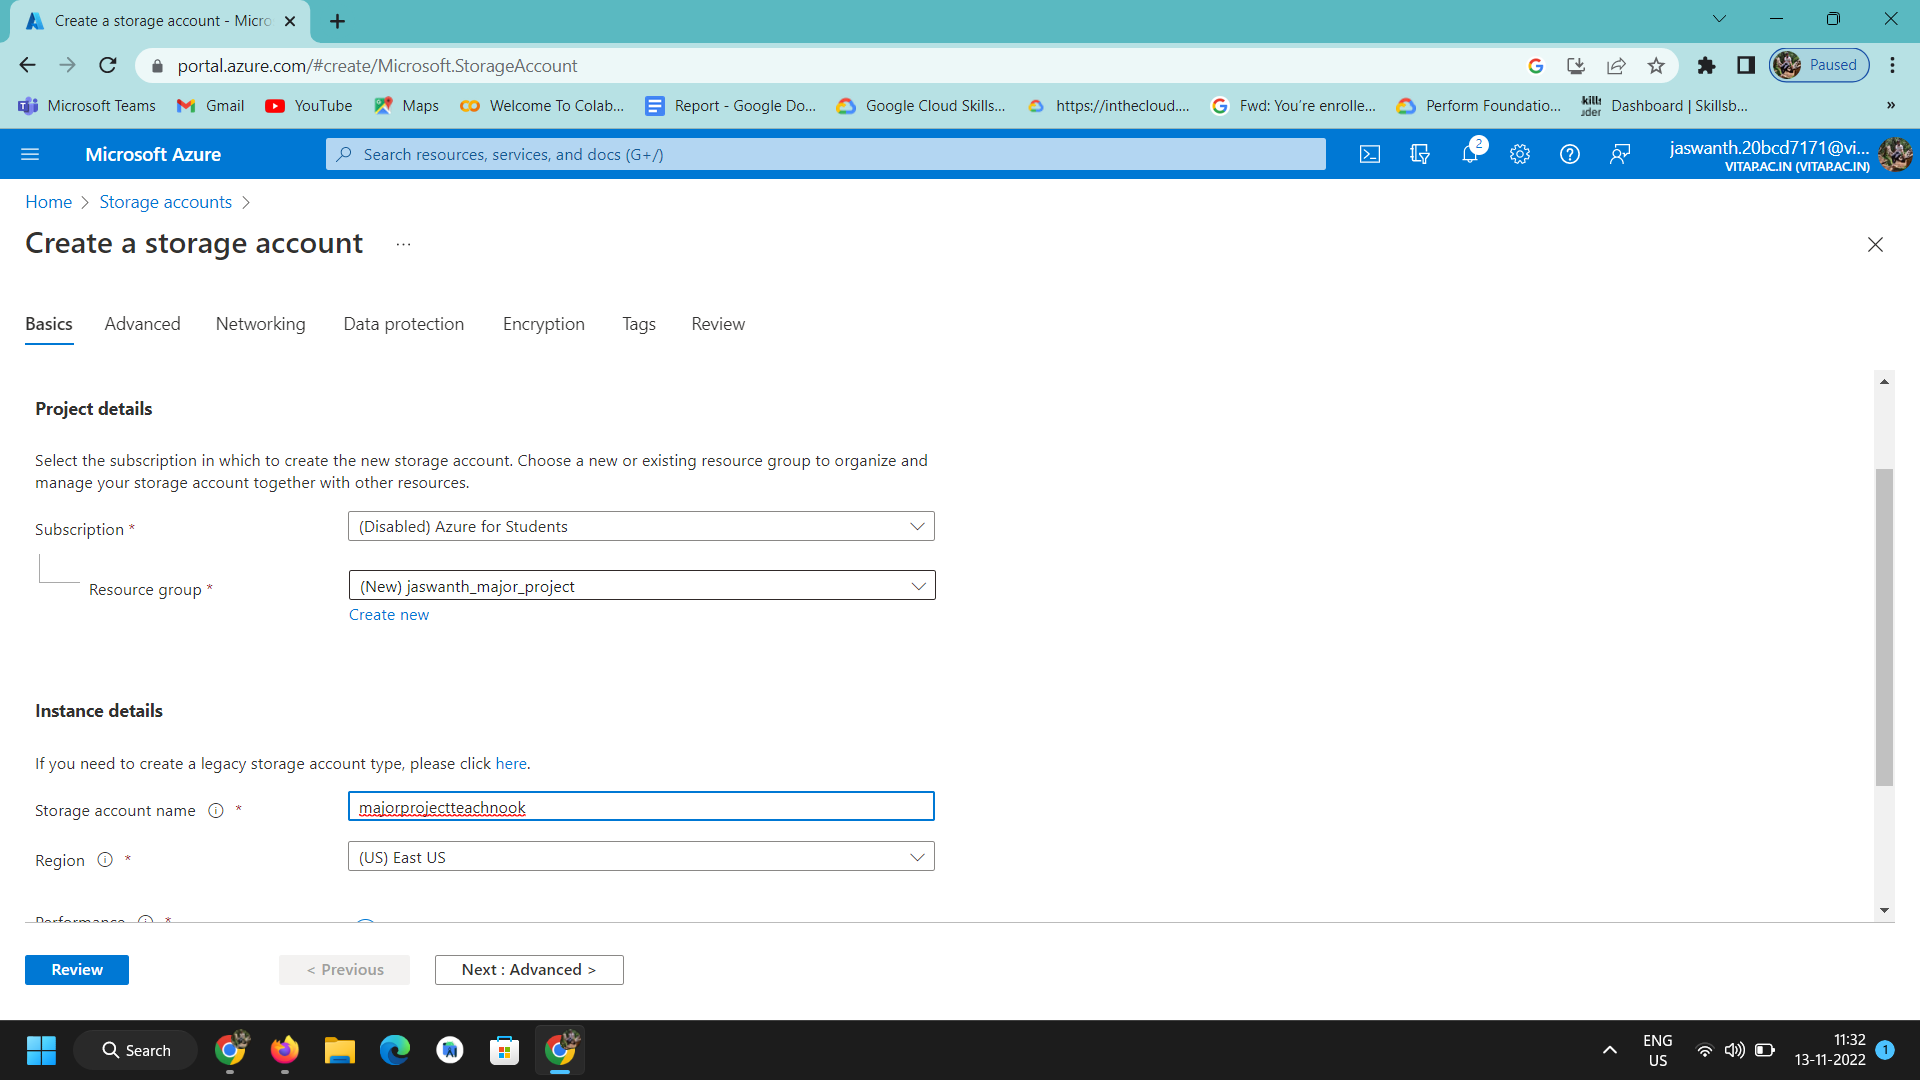 Create a storage account - Micro
portal.azure.com/#create/Microsoft.StorageAccount
Paused
Microsoft Teams
Gmail
YouTube
Maps
Welcome To Colab...
Report - Google Do...
Google Cloud Skills...
https://inthecloud....
Fwd: You're enrolle...
Perform Foundatio...
Dashboard | Skillsb...
»
Microsoft Azure
Search resources, services, and docs (G+/)
2
jaswanth.20bcd7171@vi...
VITAP.AC.IN (VITAP.AC.IN)
Home > Storage accounts >
Create a storage account ...
Basics
Advanced
Networking
Data protection
Encryption
Tags
Review
Project details
Select the subscription in which to create the new storage account. Choose a new or existing resource group to organize and
manage your storage account together with other resources.
Subscription *
(Disabled) Azure for Students
Resource group *
(New) jaswanth_major_project
Create new
Instance details
If you need to create a legacy storage account type, please click here.
Storage account name *
majorprojectteachnook
Region *
(US) East US
Performance *
Review
< Previous
Next : Advanced >
Search
ENG
US
11:32
13-11-2022
1